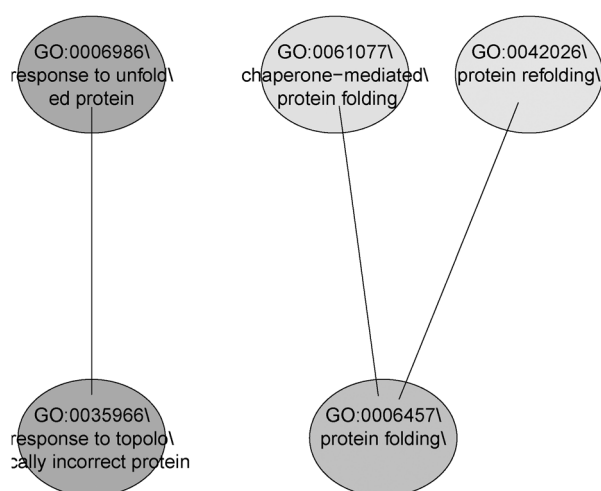 GO:0006986\
response to unfold\
ed protein
GO:0061077\
chaperone−mediated\
protein folding
GO:0042026\
protein refolding\
GO:0035966\
response to topolo\
cally incorrect protein
GO:0006457\
protein folding\